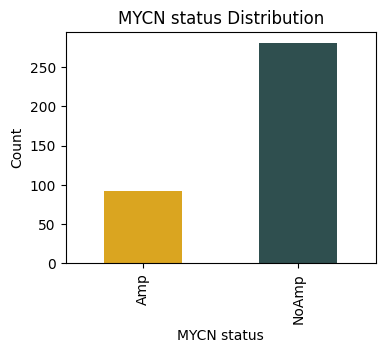 MYCN status Distribution
250
200
150
100
50
0
Count
Amp
NoAmp
MYCN status